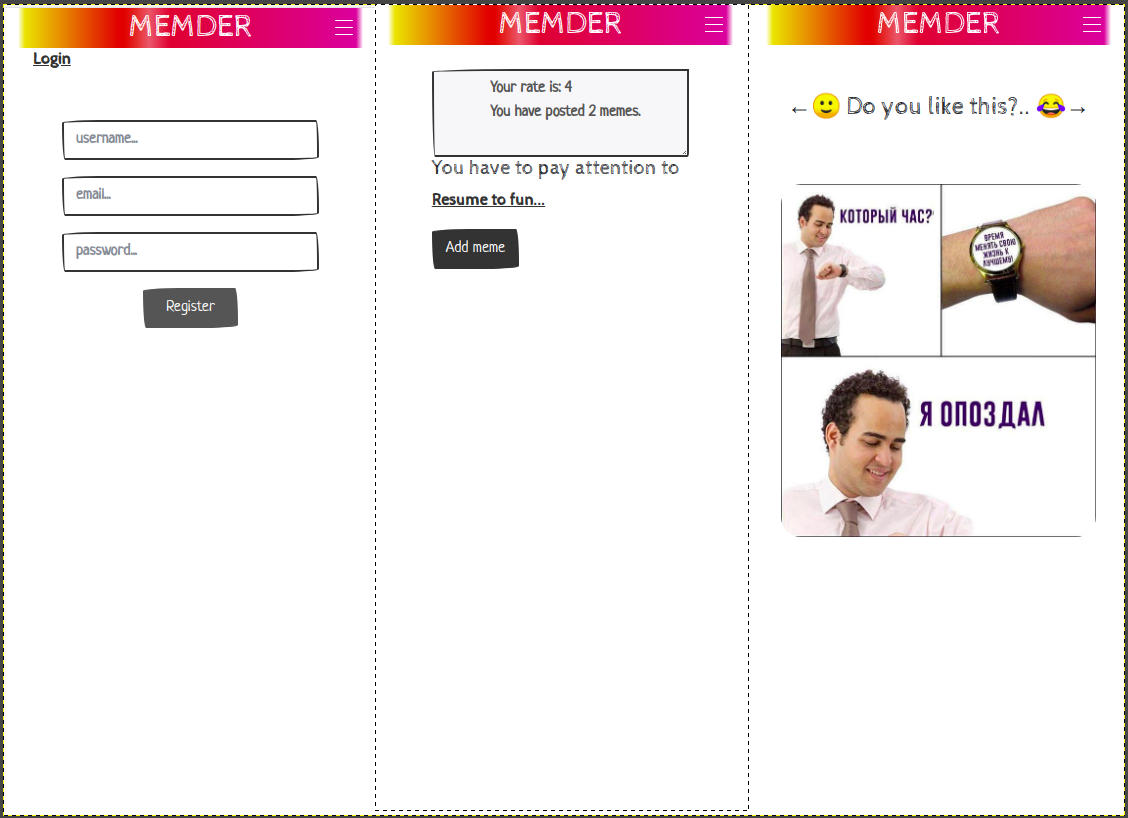 MEMDER
Login
username...
email...
password...
Register
MEMDER
Your rate is: 4
You have posted 2 memes.
You have to pay attention to
Resume to fun...
Add meme
MEMDER
←🙂 Do you like this?.. 😂→
КОТОРЫЙ ЧАС?
ВРЕМЯ
МЕНЯТЬ СВОЮ
ЖИЗНЬ К
ЛУЧШЕМУ!
Я ОПОЗДАЛ